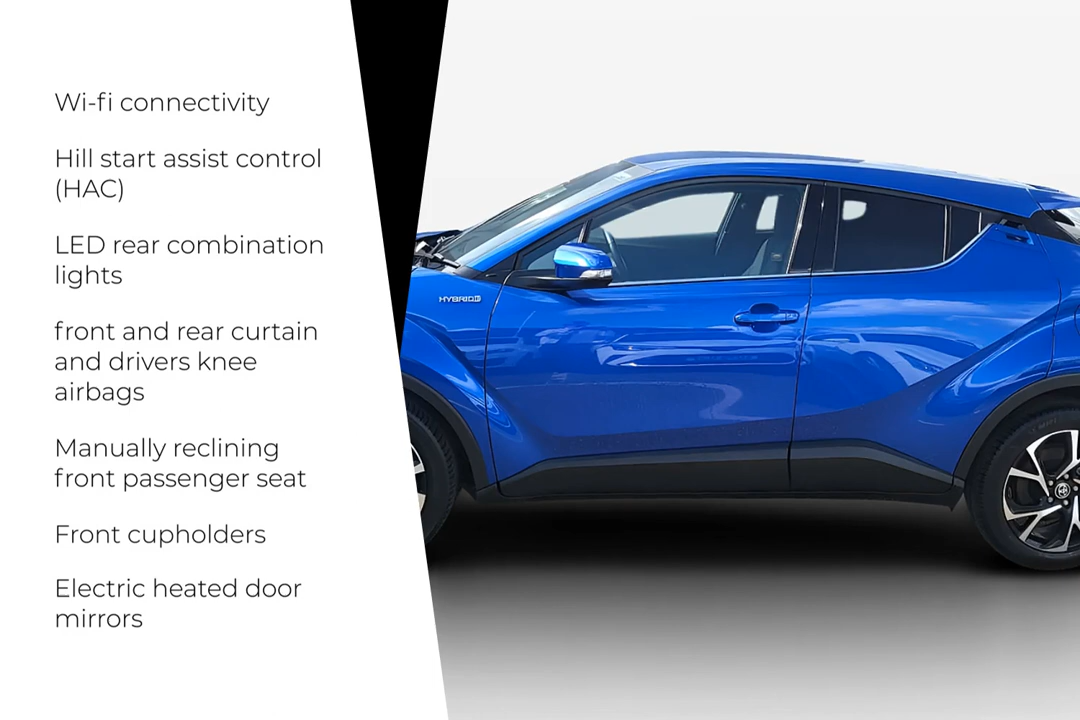 Wi-fi connectivity
Hill start assist control
(HAC)
LED rear combination
lights
front and rear curtain
and drivers knee
airbags
Manually reclining
front passenger seat
Front cupholders
Electric heated door
mirrors
HYBRID